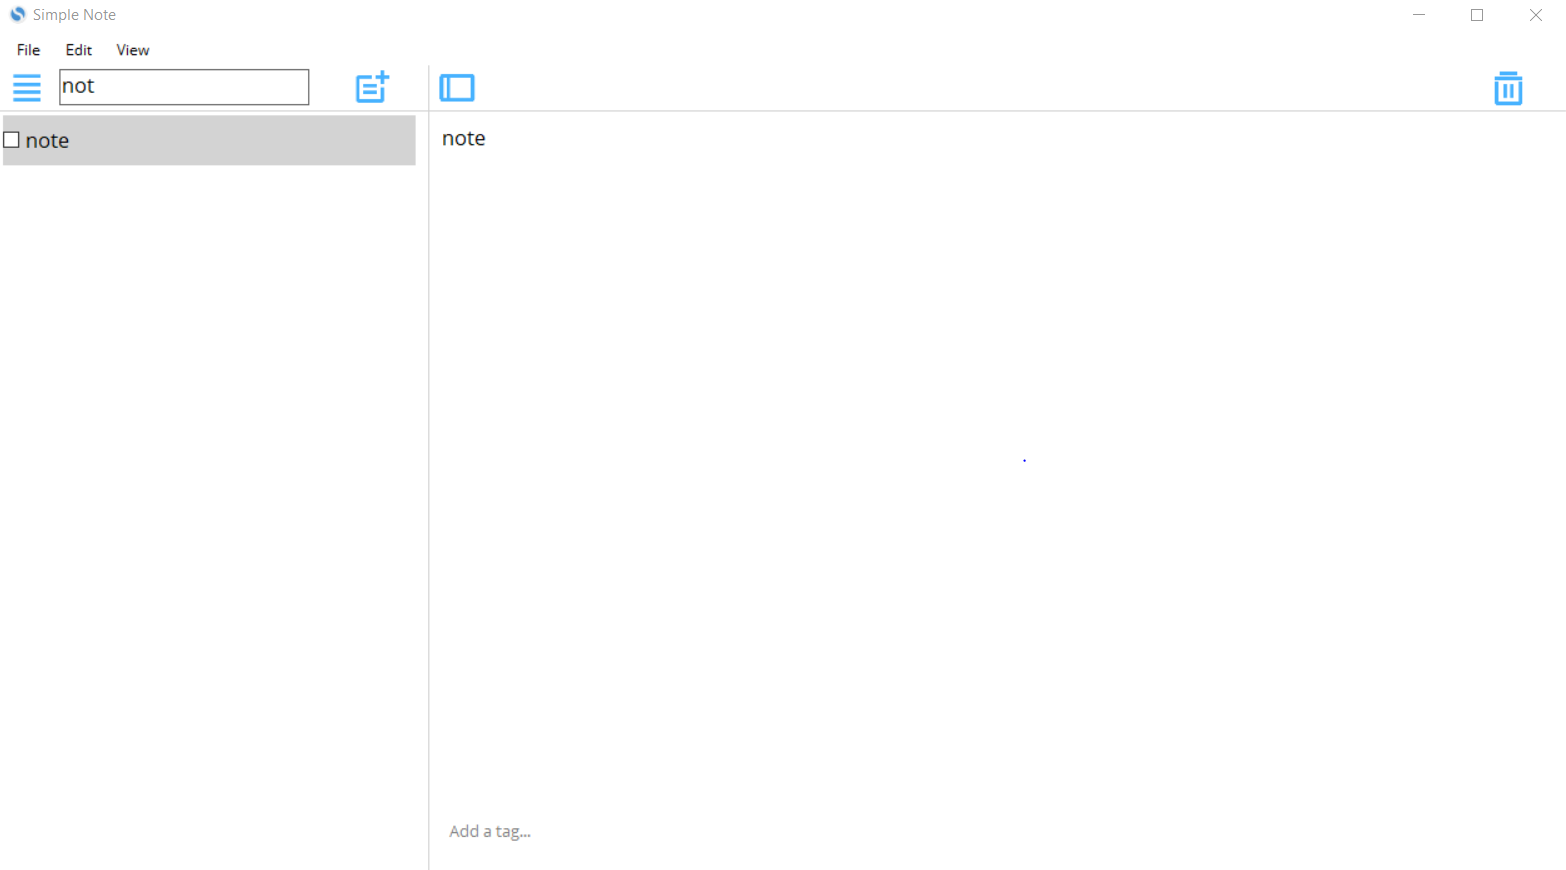 Simple Note
File Edit View
not
note
note
Add a tag...